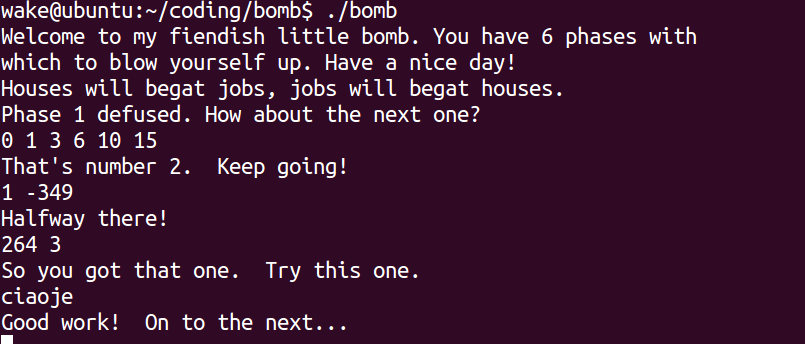 wake@ubuntu:~/coding/bomb$ ./bomb
Welcome to my fiendish little bomb. You have 6 phases with
which to blow yourself up. Have a nice day!
Houses will begat jobs, jobs will begat houses.
Phase 1 defused. How about the next one?
0 1 3 6 10 15
That's number 2.  Keep going!
1 -349
Halfway there!
264 3
So you got that one.  Try this one.
ciaoje
Good work!  On to the next...